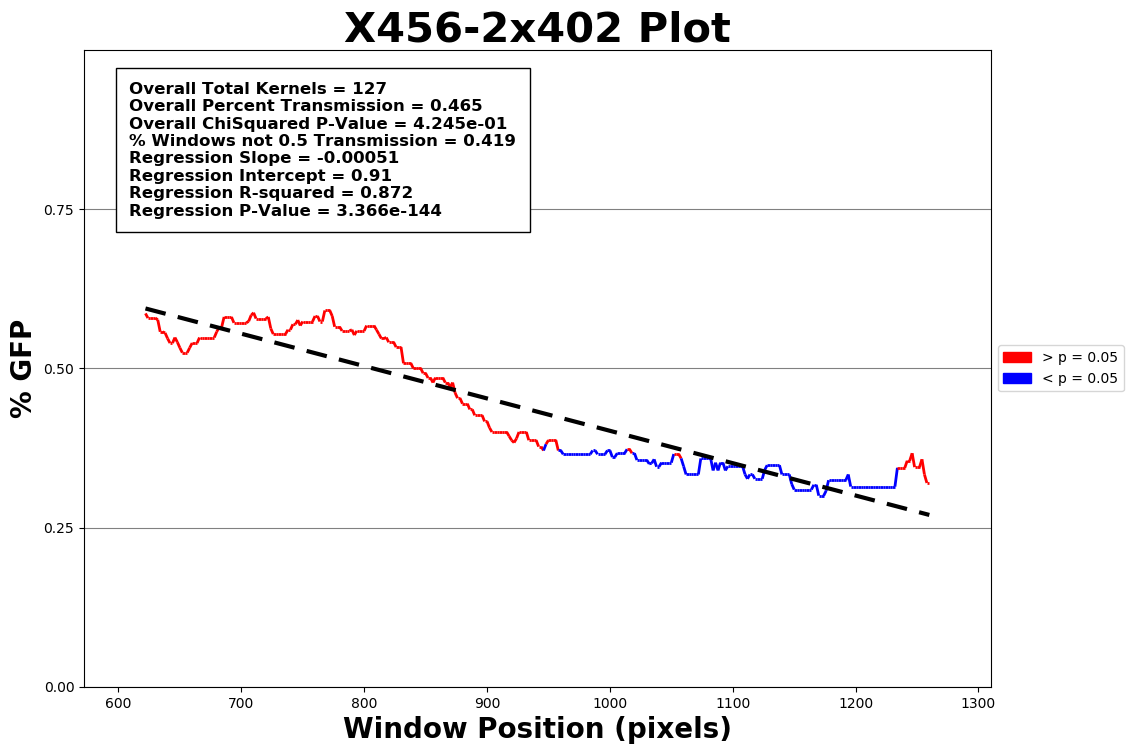 X456-2x402 Plot
Overall Total Kernels = 127
Overall Percent Transmission = 0.465
Overall ChiSquared P-Value = 4.245e-01
% Windows not 0.5 Transmission = 0.419
Regression Slope = -0.00051
Regression Intercept = 0.91
Regression R-squared = 0.872
Regression P-Value = 3.366e-144
0.75
0.50
0.25
0.00
% GFP
> p = 0.05
< p = 0.05
600 700 800 900 1000 1100 1200 1300
Window Position (pixels)